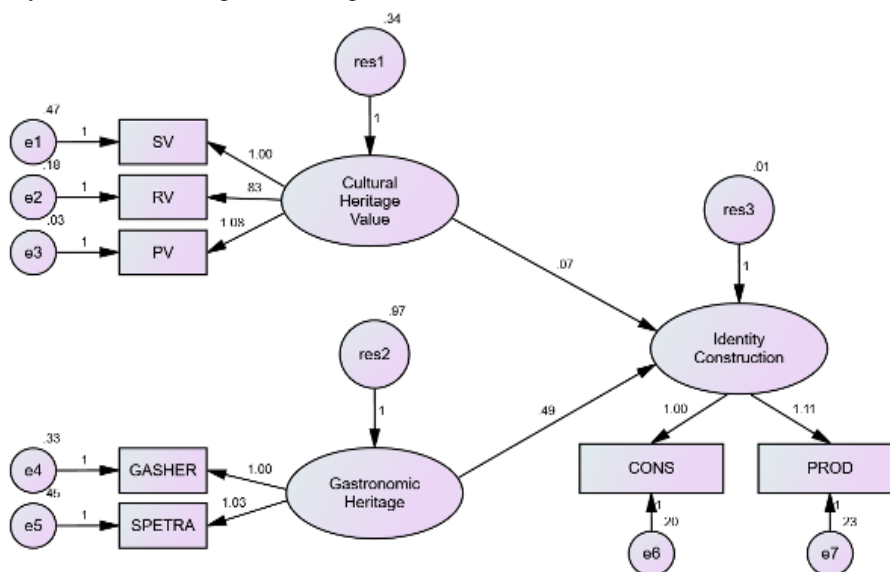 .34
res1
1
.47
e1
1
SV
1.00
.18
e2
1
RV
.83
Cultural
Heritage
Value
.03
e3
1
PV
1.08
.01
res3
1
.07
.97
res2
1
Identity
Construction
.49
1.00
1.11
.33
e4
1
GASHER
1.00
Gastronomic
Heritage
.45
e5
1
SPETRA
1.03
CONS
PROD
1
.20
1
.23
e6
e7